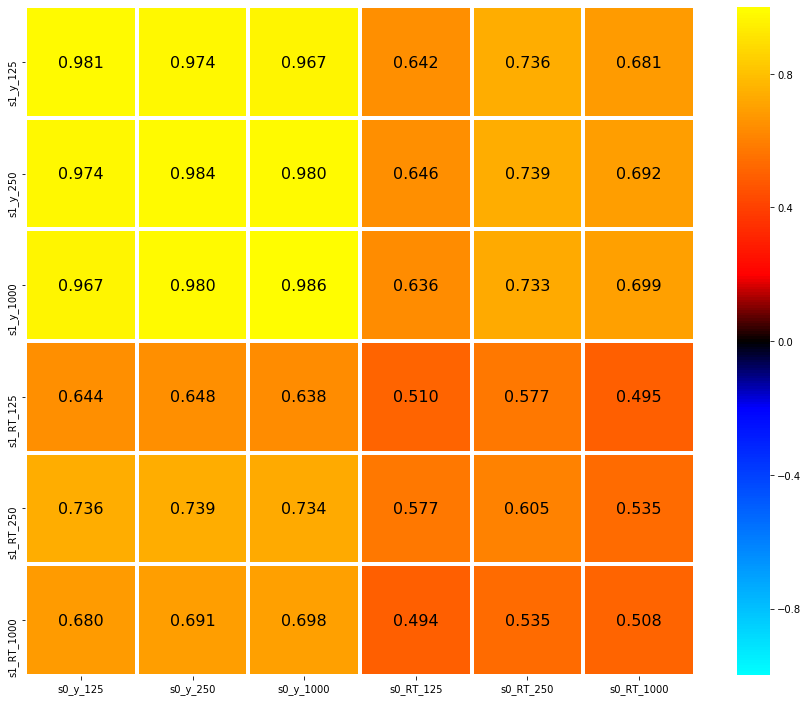 s1_y_125 0.981 0.974 0.967 0.642 0.736 0.681
s1_y_250 0.974 0.984 0.980 0.646 0.739 0.692
s1_y_1000 0.967 0.980 0.986 0.636 0.733 0.699
s1_RT_125 0.644 0.648 0.638 0.510 0.577 0.495
s1_RT_250 0.736 0.739 0.734 0.577 0.605 0.535
s1_RT_1000 0.680 0.691 0.698 0.494 0.535 0.508
s0_y_125 s0_y_250 s0_y_1000 s0_RT_125 s0_RT_250 s0_RT_1000
0.8
0.4
0.0
−0.4
−0.8